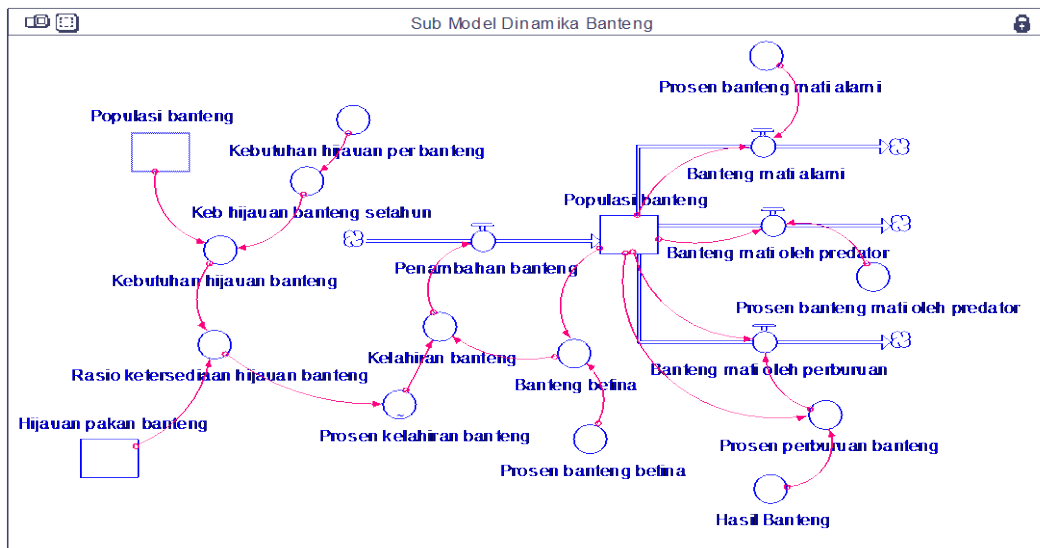 Sub Model Dinamika Banteng
Prosen banteng mati alami
Populasi banteng
Kebutuhan hijauan per banteng
Banteng mati alami
Keb hijauan banteng setahun
Populasi banteng
Penambahan banteng
Banteng mati oleh predator
Kebutuhan hijauan banteng
Prosen banteng mati oleh predator
Kelahiran banteng
Rasio ketersediaan hijauan banteng
Banteng betina
Banteng mati oleh perburuan
Hijauan pakan banteng
Prosen kelahiran banteng
~
Prosen banteng betina
Prosen perburuan banteng
Hasil Banteng